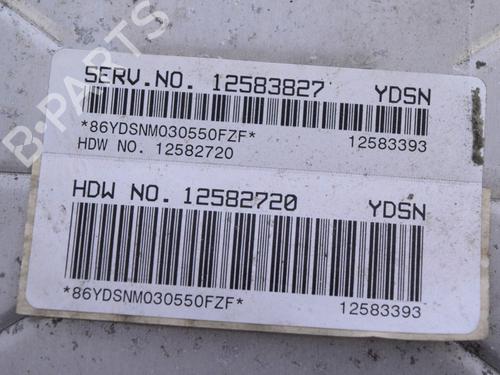 B-PARTS
SERV.NO. 12583827 YDSN
*86YDSNM030550FZF* 12583393
HDW NO. 12582720
HDW NO. 12582720 YDSN
*86YDSNM030550FZF* 12583393